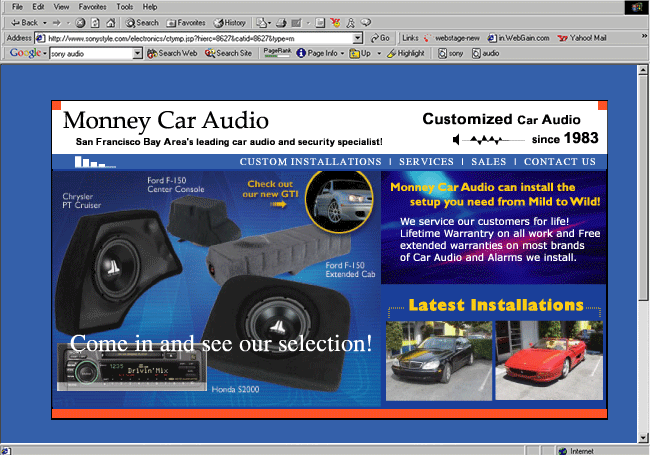 File Edit View Favorites Tools Help
Back Search Favorites History
Address http://www.sonystyle.com/electronics/ctymp.jsp?hierc=8627&catid=8627&type=m Go Links webstage-new in.WebGain.com Yahoo! Mail
Google sony audio Search Web Search Site PageRank Page Info Up Highlight sony audio
Monney Car Audio
San Francisco Bay Area's leading car audio and security specialist!
Customized Car Audio
since 1983
CUSTOM INSTALLATIONS | SERVICES | SALES | CONTACT US
Chrysler
PT Cruiser
Ford F-150
Center Console
Check out
our new GTI
Ford F-150
Extended Cab
Come in and see our selection!
12:35
Drivin'Mix
Honda S2000
Monney Car Audio can install the
setup you need from Mild to Wild!
We service our customers for life!
Lifetime Warrantry on all work and Free
extended warranties on most brands
of Car Audio and Alarms we install.
Latest Installations
Internet